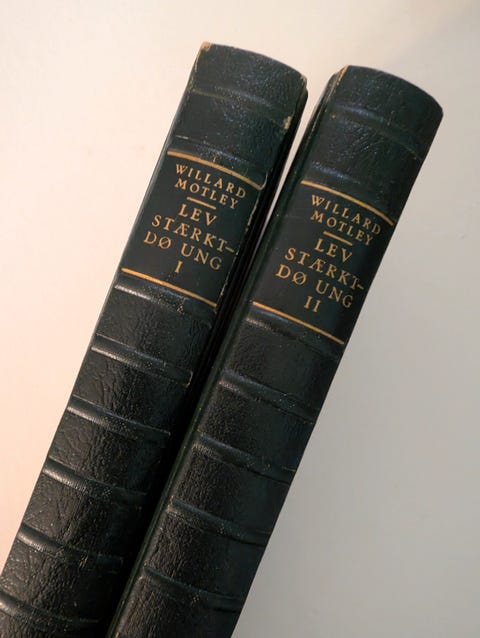 WILLARD
MOTLEY
LEV
STÆRKT–
DØ UNG
I
WILLARD
MOTLEY
LEV
STÆRKT–
DØ UNG
II